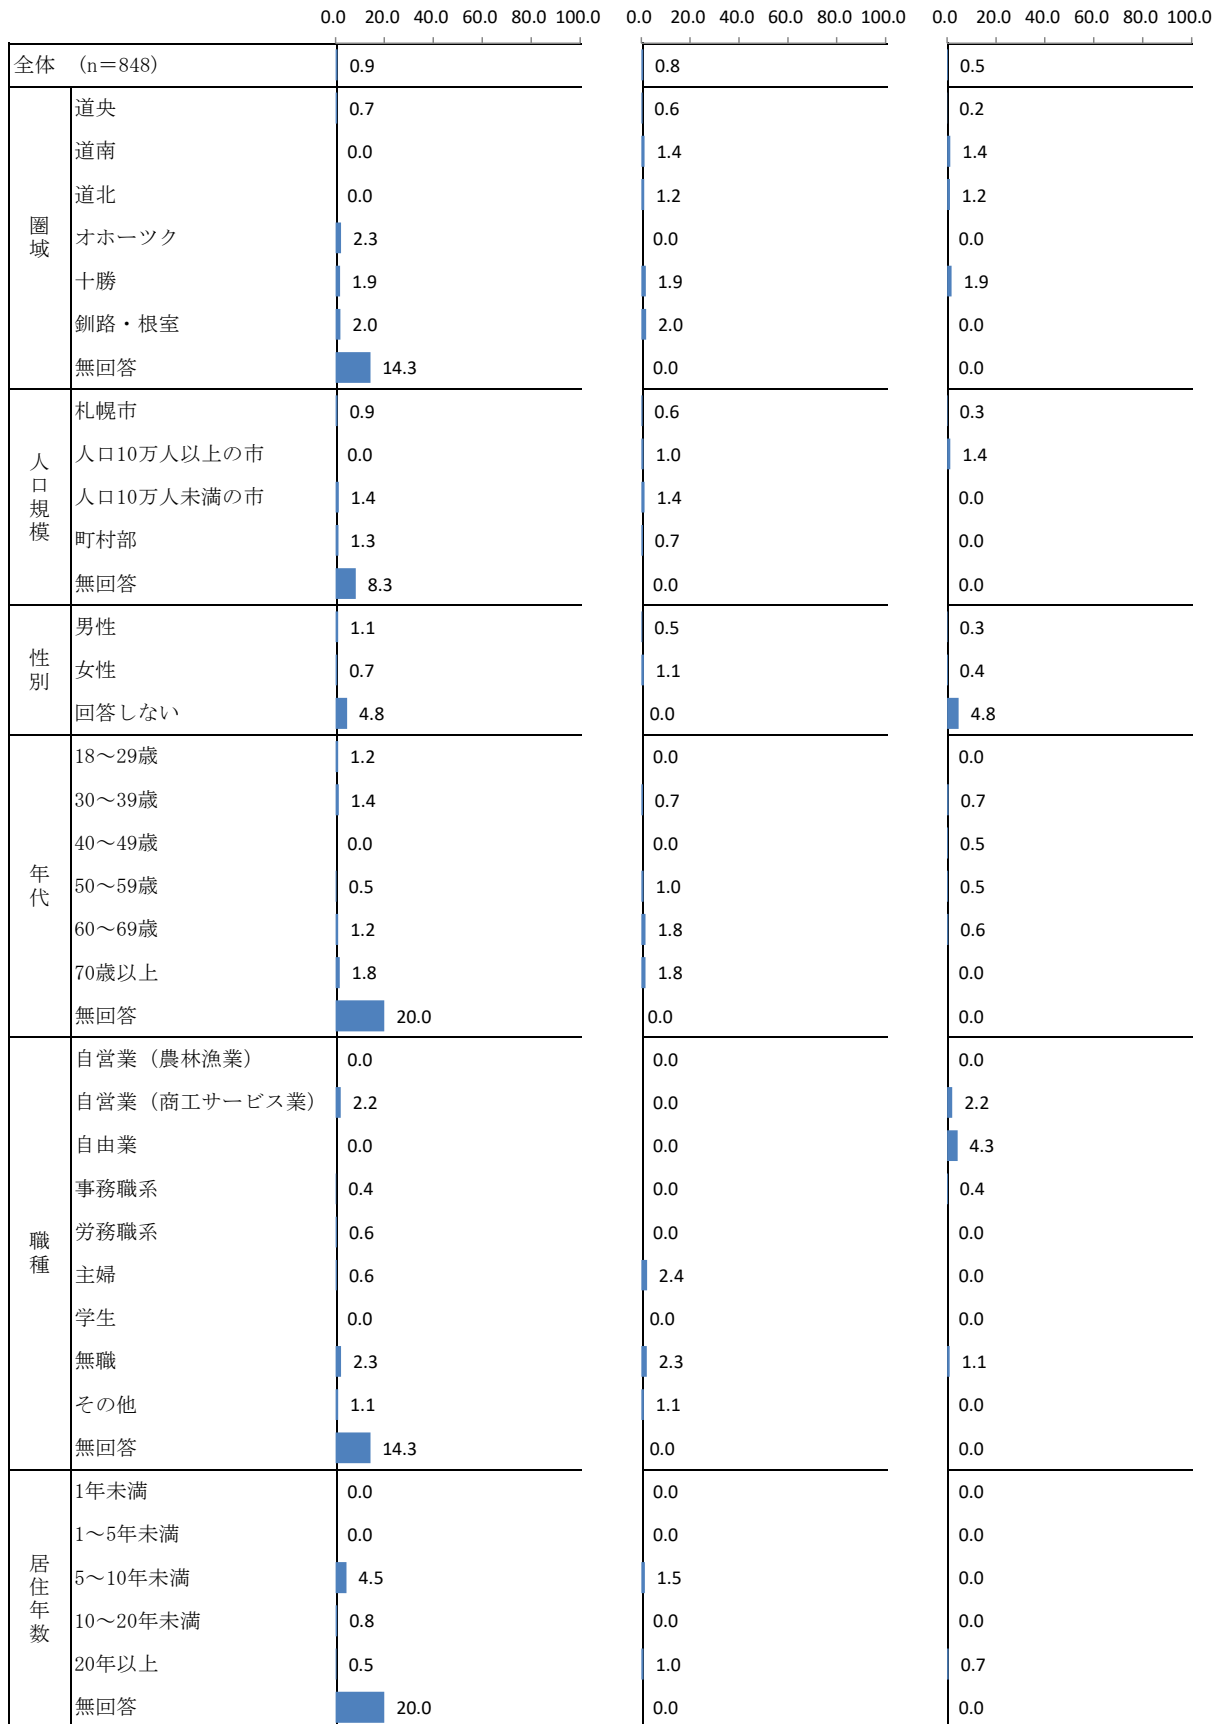 0.0 20.0 40.0 60.0 80.0 100.0 0.0 20.0 40.0 60.0 80.0 100.0 0.0 20.0 40.0 60.0 80.0 100.0
全体 (n＝848) 0.9 0.8 0.5
圏域
道央 0.7 0.6 0.2
道南 0.0 1.4 1.4
道北 0.0 1.2 1.2
オホーツク 2.3 0.0 0.0
十勝 1.9 1.9 1.9
釧路・根室 2.0 2.0 0.0
無回答 14.3 0.0 0.0
人口規模
札幌市 0.9 0.6 0.3
人口10万人以上の市 0.0 1.0 1.4
人口10万人未満の市 1.4 1.4 0.0
町村部 1.3 0.7 0.0
無回答 8.3 0.0 0.0
性別
男性 1.1 0.5 0.3
女性 0.7 1.1 0.4
回答しない 4.8 0.0 4.8
年代
18～29歳 1.2 0.0 0.0
30～39歳 1.4 0.7 0.7
40～49歳 0.0 0.0 0.5
50～59歳 0.5 1.0 0.5
60～69歳 1.2 1.8 0.6
70歳以上 1.8 1.8 0.0
無回答 20.0 0.0 0.0
職種
自営業（農林漁業） 0.0 0.0 0.0
自営業（商工サービス業） 2.2 0.0 2.2
自由業 0.0 0.0 4.3
事務職系 0.4 0.0 0.4
労務職系 0.6 0.0 0.0
主婦 0.6 2.4 0.0
学生 0.0 0.0 0.0
無職 2.3 2.3 1.1
その他 1.1 1.1 0.0
無回答 14.3 0.0 0.0
居住年数
1年未満 0.0 0.0 0.0
1～5年未満 0.0 0.0 0.0
5～10年未満 4.5 1.5 0.0
10～20年未満 0.8 0.0 0.0
20年以上 0.5 1.0 0.7
無回答 20.0 0.0 0.0